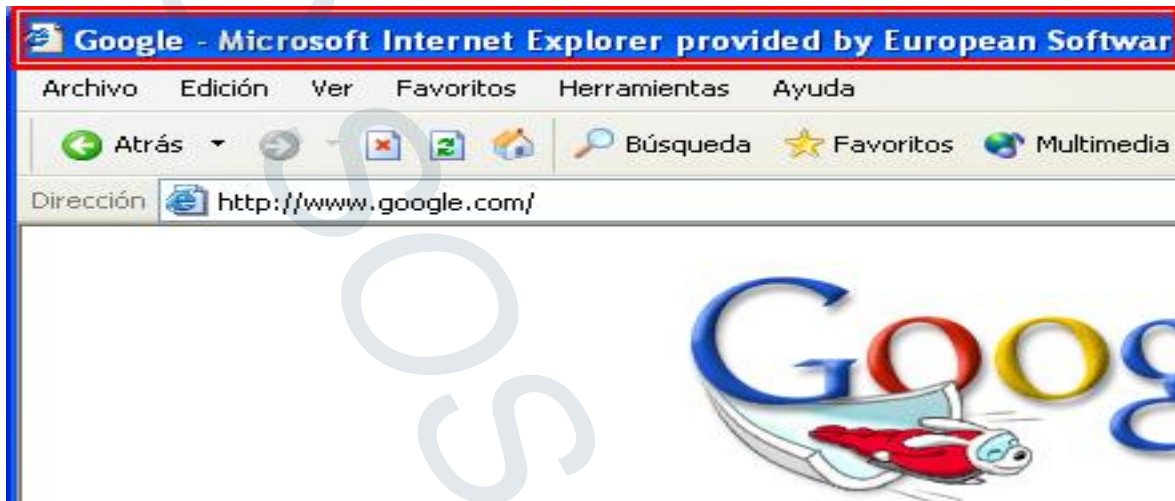 Google - Microsoft Internet Explorer provided by European Softwar
Archivo Edición Ver Favoritos Herramientas Ayuda
Atrás Búsqueda Favoritos Multimedia
Dirección http://www.google.com/
Goog